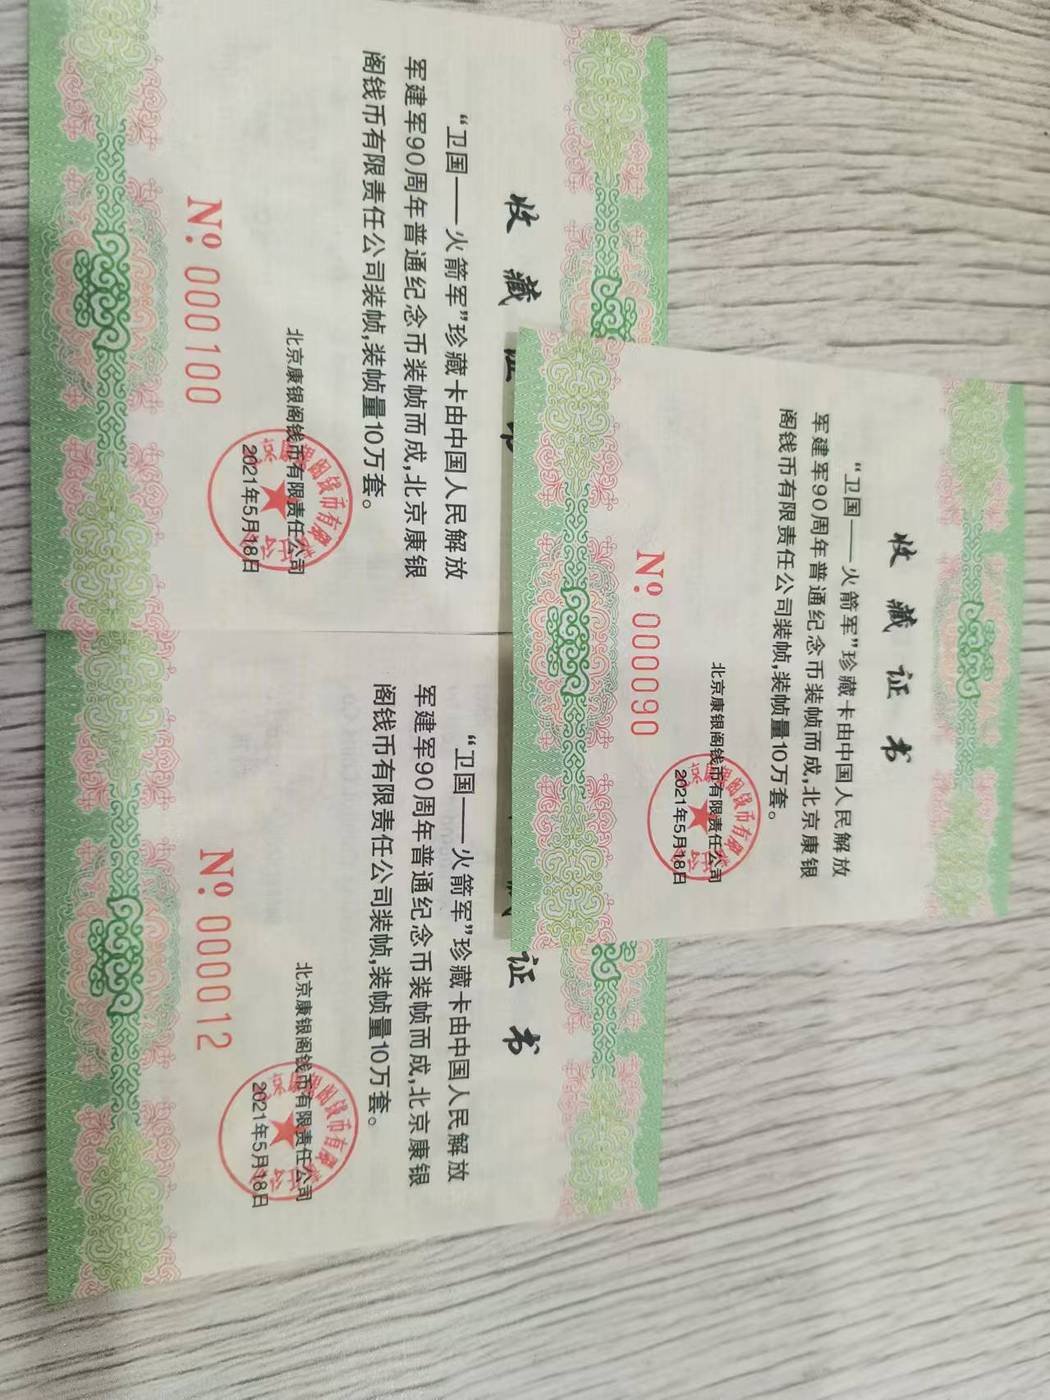 收藏证书
“卫国——火箭军”珍藏卡由中国人民解放
军建军90周年普通纪念币装帧而成,北京康银
阁钱币有限责任公司装帧,装帧量10万套。
北京康银阁钱币有限责任公司
2021年5月18日
No. 000100
收藏证书
“卫国——火箭军”珍藏卡由中国人民解放
军建军90周年普通纪念币装帧而成,北京康银
阁钱币有限责任公司装帧,装帧量10万套。
北京康银阁钱币有限责任公司
2021年5月18日
No. 000090
藏证书
“卫国——火箭军”珍藏卡由中国人民解放
军建军90周年普通纪念币装帧而成,北京康银
阁钱币有限责任公司装帧,装帧量10万套。
北京康银阁钱币有限责任公司
2021年5月18日
No. 000012